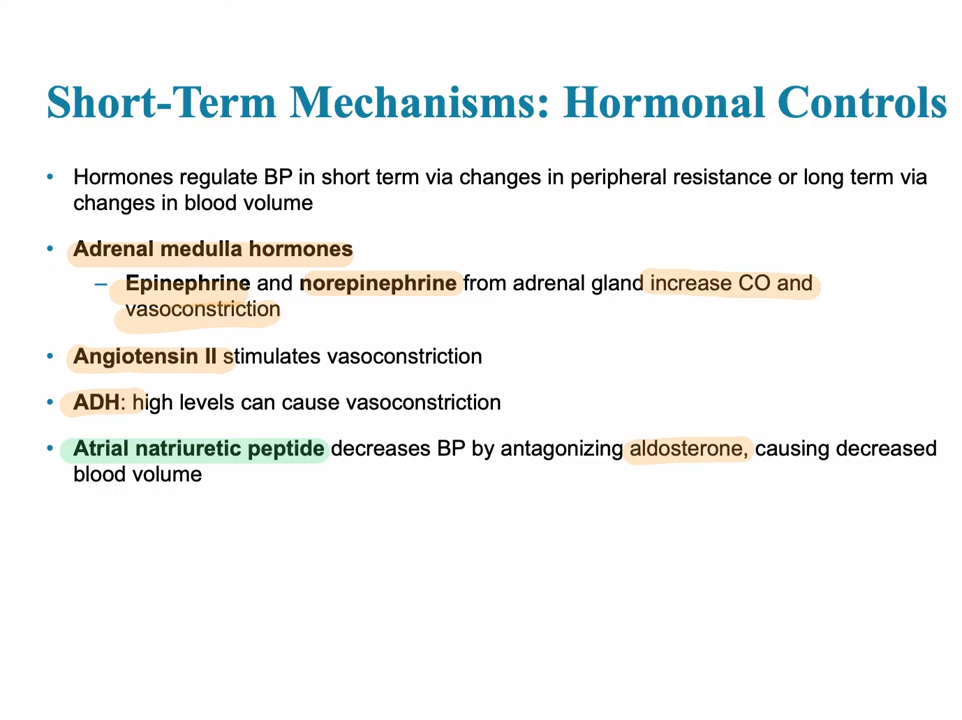 Short-Term Mechanisms: Hormonal Controls
• Hormones regulate BP in short term via changes in peripheral resistance or long term via
changes in blood volume
• Adrenal medulla hormones
– Epinephrine and norepinephrine from adrenal gland increase CO and
vasoconstriction
• Angiotensin II stimulates vasoconstriction
• ADH: high levels can cause vasoconstriction
• Atrial natriuretic peptide decreases BP by antagonizing aldosterone, causing decreased
blood volume